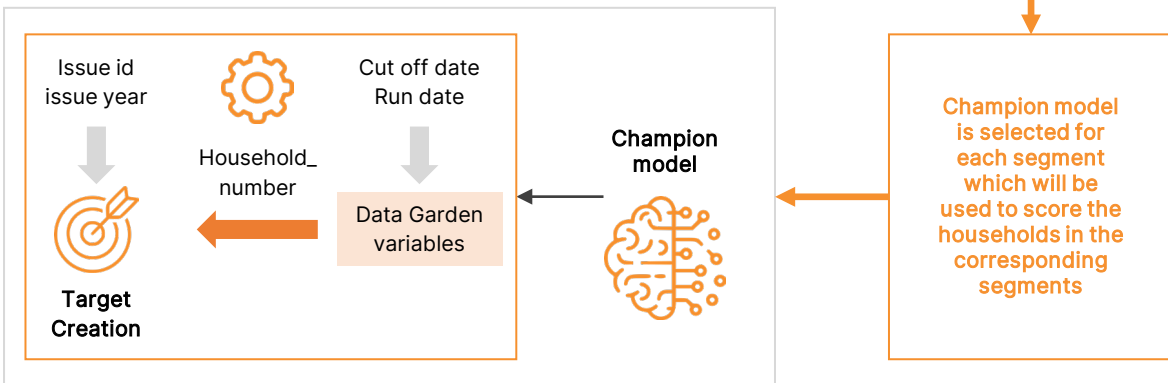 Issue id
issue year
Household_
number
Target
Creation
Cut off date
Run date
Data Garden
variables
Champion
model
Champion model
is selected for
each segment
which will be
used to score the
households in the
corresponding
segments